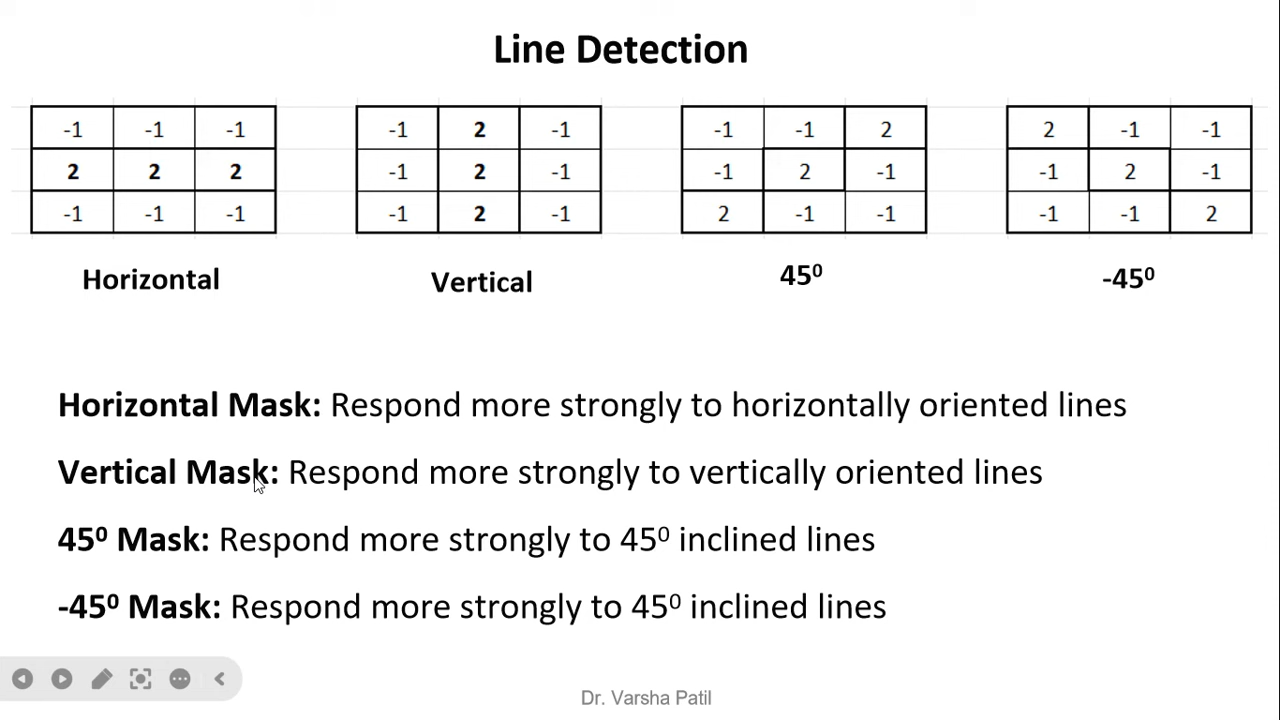 Line Detection
-1 -1 -1 -1 2 -1 -1 -1 2 2 -1 -1
2 2 2 -1 2 -1 -1 2 -1 -1 2 -1
-1 -1 -1 -1 2 -1 2 -1 -1 -1 -1 2
Horizontal Vertical 45⁰ -45⁰
Horizontal Mask: Respond more strongly to horizontally oriented lines
Vertical Mask: Respond more strongly to vertically oriented lines
45⁰ Mask: Respond more strongly to 45⁰ inclined lines
-45⁰ Mask: Respond more strongly to 45⁰ inclined lines
Dr. Varsha Patil